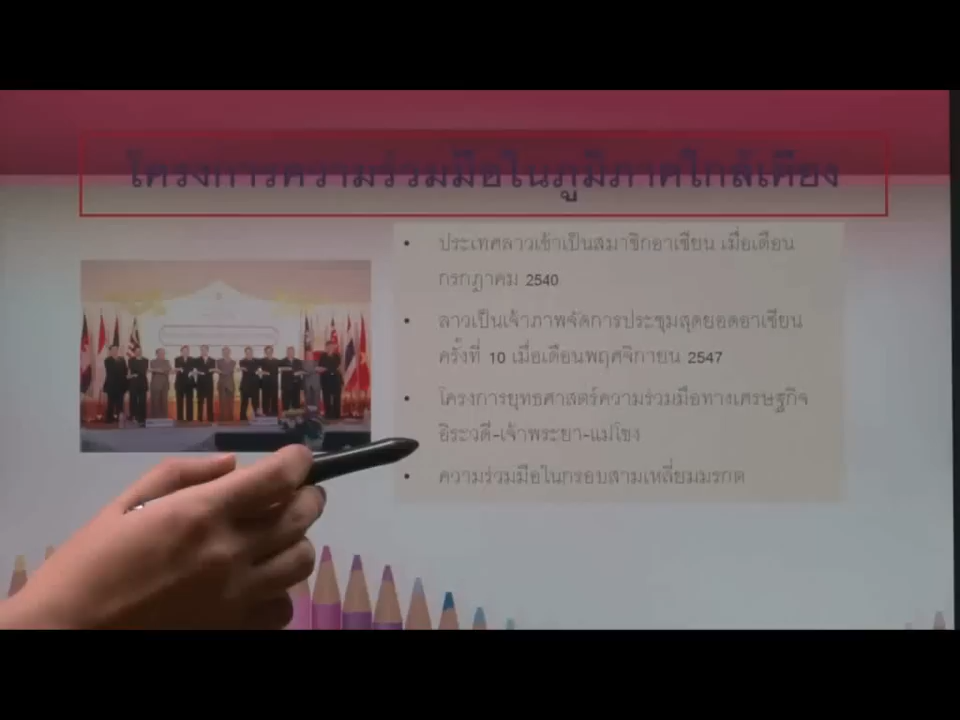 โครงการความร่วมมือในภูมิภาคใกล้เคียง
• ประเทศลาวเข้าเป็นสมาชิกอาเซียน เมื่อเดือน
กรกฎาคม 2540
• ลาวเป็นเจ้าภาพจัดการประชุมสุดยอดอาเซียน
ครั้งที่ 10 เมื่อเดือนพฤศจิกายน 2547
• โครงการยุทธศาสตร์ความร่วมมือทางเศรษฐกิจ
อิระวดี-เจ้าพระยา-แม่โขง
• ความร่วมมือในกรอบสามเหลี่ยมมรกต